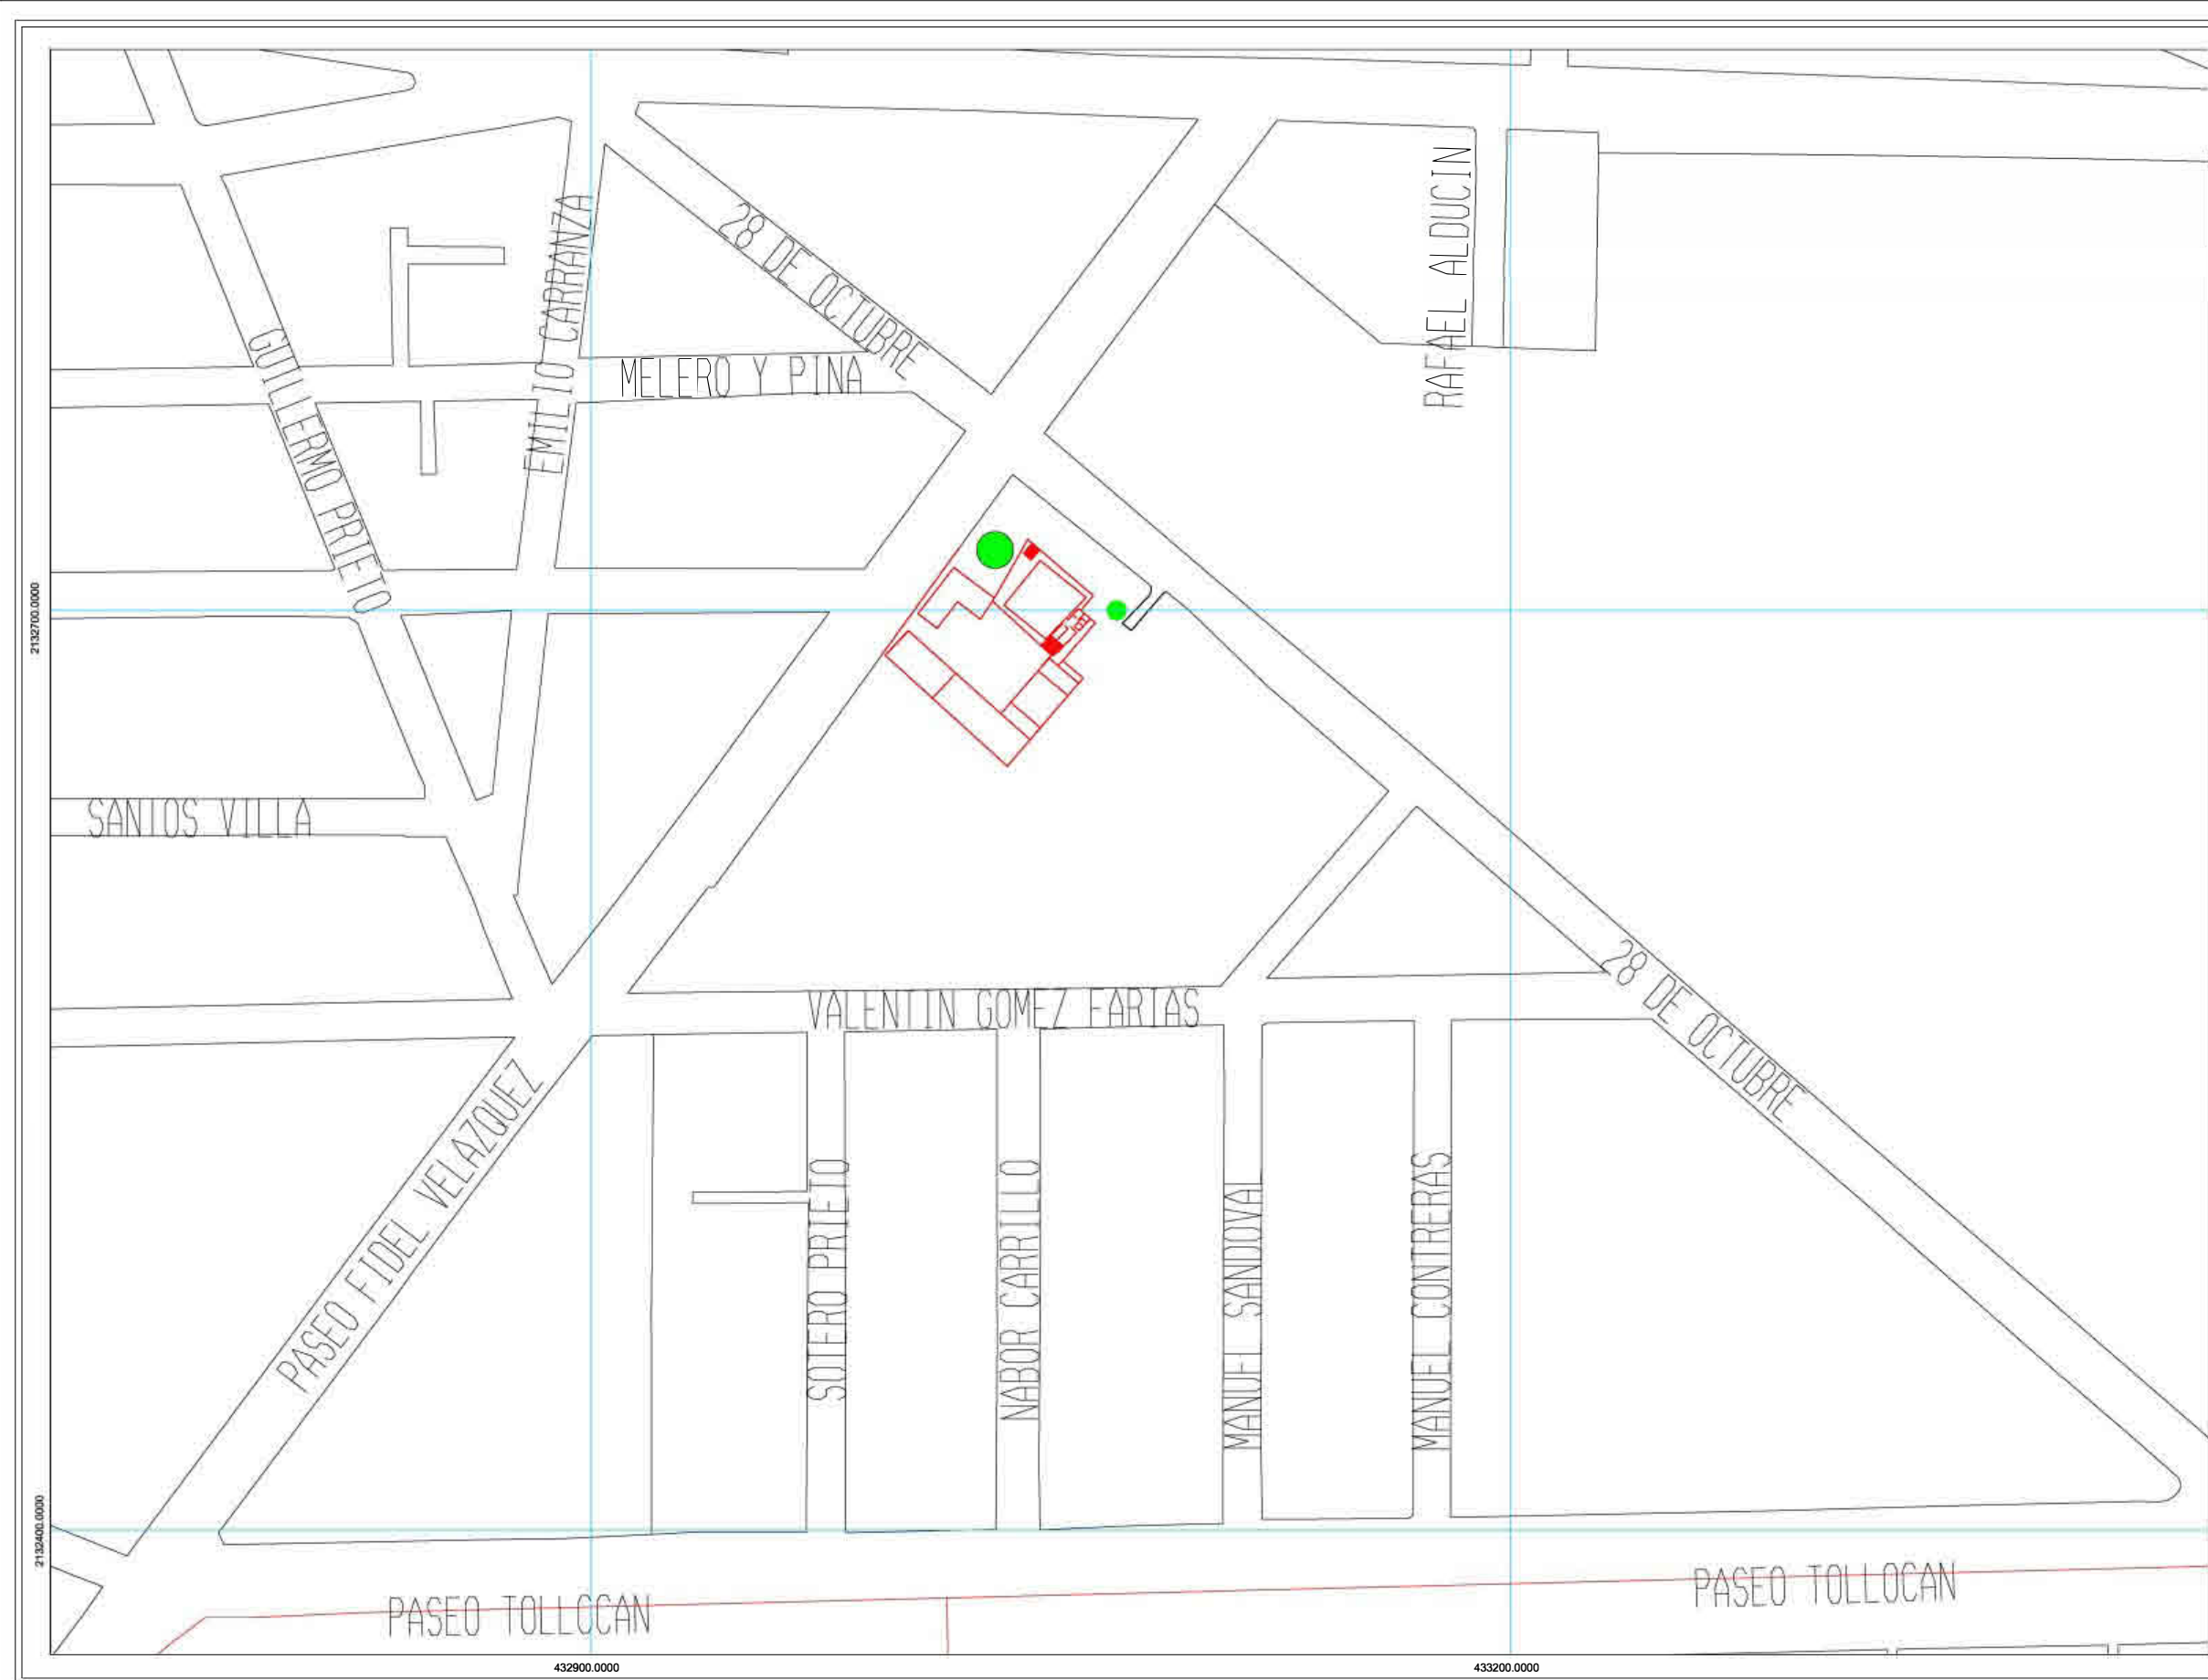 RAFAEL ALDUCIN
28 DE OCTUBRE
EMILIO CARRANZA
MELERO Y PINA
GUILLERMO PRIETO
2132700.0000
SANTOS VILLA
28 DE OCTUBRE
VALENTIN GOMEZ FARIAS
PASEO FIDEL VELAZQUEZ
SOTERO PRIETO
NABOR CARRILLO
MANUEL SANDOVAL
MANUEL CONTRERAS
2132400.0000
PASEO TOLLOCAN
PASEO TOLLOCAN
432900.0000
433200.0000